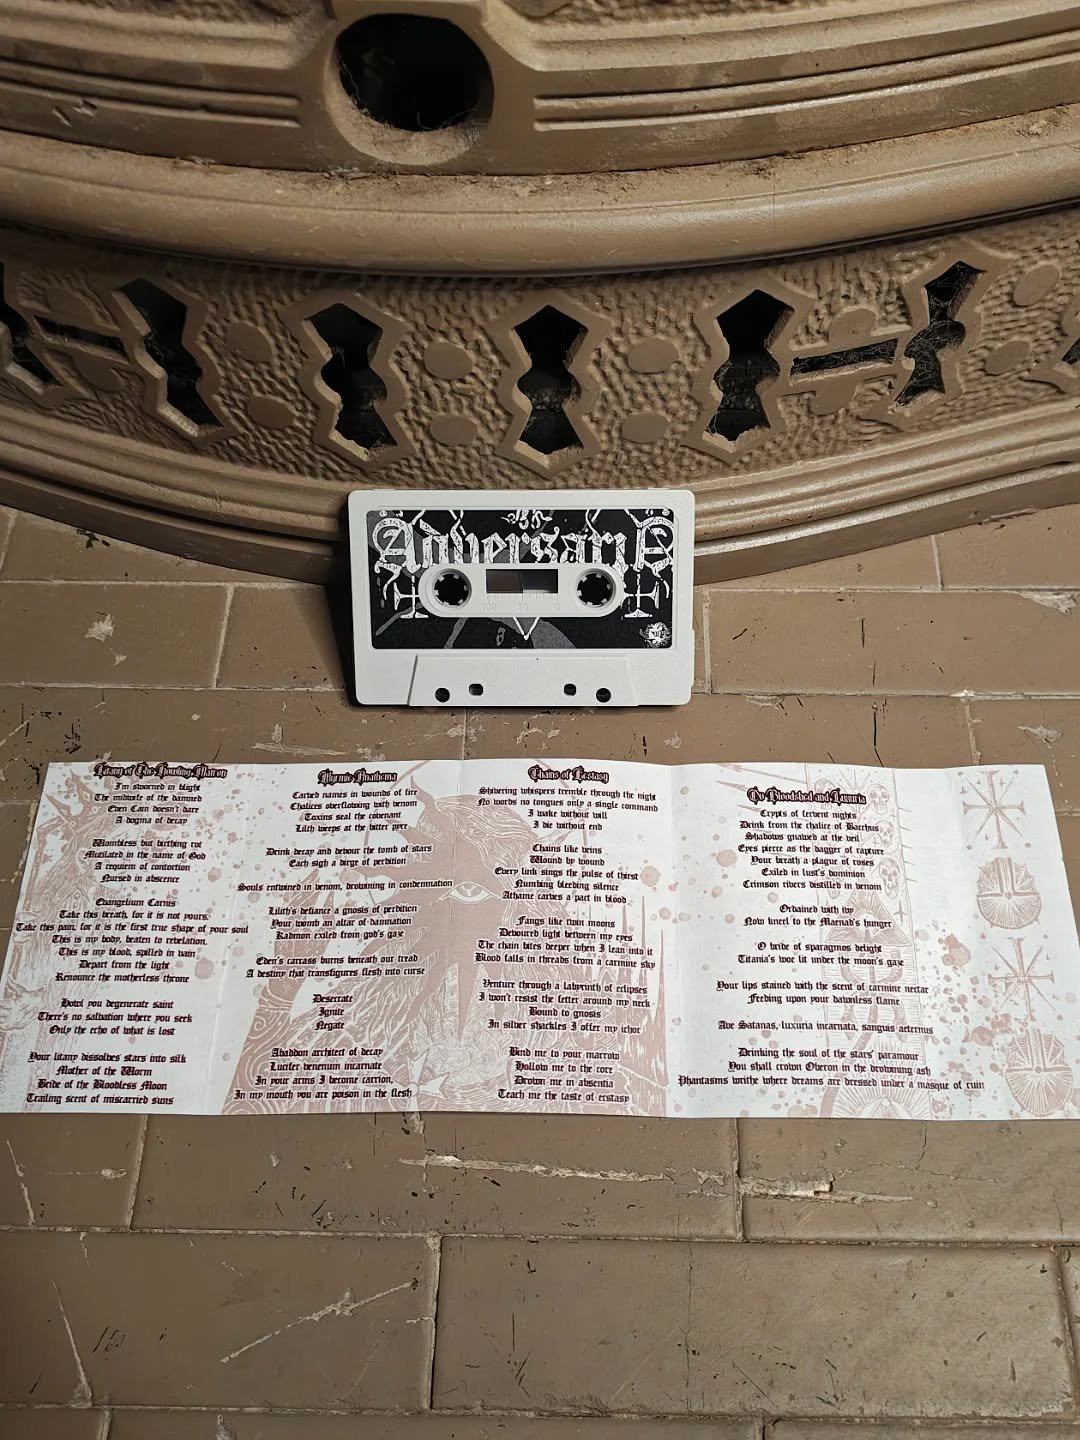 Adversarii
100 50 0
Litany of The Howling Matron
I'm sworned in blight
The midwife of the damned
Even Cain doesn't dare
A dogma of decay
Wombless but birthing rot
Mutilated in the name of God
A requiem of contortion
Nursed in abscence
Evangelium Carnis
Take this breath, for it is not yours.
Take this pain, for it is the first true shape of your soul
This is my body, beaten to revelation.
This is my blood, spilled in vain
Depart from the light
Renounce the motherless throne
Howl you degenerate saint
There's no salvation where you seek
Only the echo of what is lost
Your litany dissolves stars into silk
Mother of the Worm
Bride of the Bloodless Moon
Trailing scent of miscarried suns
Anathema
Carved names in wounds of fire
Chalices overflowing with venom
Toxins seal the covenant
Lilith weeps at the bitter pyre
Drink decay and devour the tomb of stars
Each sigh a dirge of perdition
Souls entwined in venom, drowning in condemnation
Lilith's defiance a gnosis of perdition
Your ruin an altar of damnation
Kadmon exiled from god's gaze
Eden's carcass burns beneath our tread
A destiny that transfigures flesh into curse
Desecrate
Ignite
Negate
Abaddon architect of decay
Lucifer venenum incarnate
In your arms I become carrion,
In my mouth you are poison in the flesh
Chains of Ecstasy
Shivering whispers tremble through the night
No words no tongues only a single command
I wake without will
I die without end
Chains like veins
Wound by wound
Every link sings the pulse of thirst
Numbing bleeding silence
Athame carves a pact in blood
Fangs like twin moons
Devoured light between my eyes
The chain bites deeper when I lean into it
Blood falls in threads from a carmine sky
Venture through a labyrinth of eclipses
I won't resist the fetter around my neck
Bound to gnosis
In silver shackles I offer my ichor
Bind me to your marrow
Hollow me to the core
Drown me in absentia
Teach me the taste of ecstasy
Bloodshed and Luxuria
Crypts of fervent nights
Drink from the chalice of Bacchus
Shadows gnawed at the veil
Eyes pierce as the dagger of rapture
Your breath a plague of roses
Exiled in lust's dominion
Crimson rivers distilled in venom
Ordained with ivy
Now kneel to the Maenad's hunger
O bride of sparagmos delight
Titania's woe lit under the moon's gaze
Your lips stained with the scent of carmine nectar
Feeding upon your dawnless flame
Ave Satanas, luxuria incarnata, sanguis aeternus
Drinking the soul of the stars' paramour
You shall crown Oberon in the drowning ash
Phantasms writhe where dreams are dressed under a masque of ruin